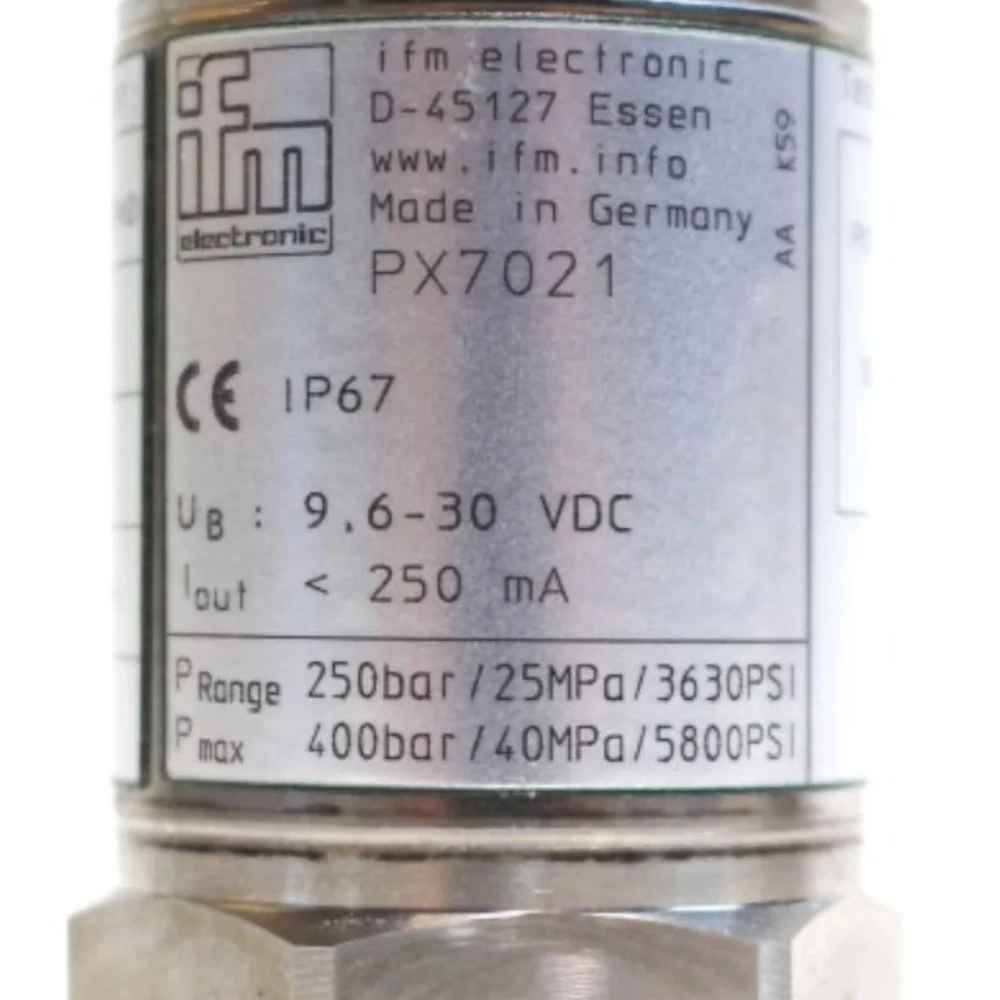 ifm
electronic
ifm electronic
D-45127 Essen
www.ifm.info
Made in Germany
PX7021
AA K59
CE IP67
UB : 9,6-30 VDC
Iout < 250 mA
PRange 250bar/25MPa/3630PSI
Pmax 400bar/40MPa/5800PSI